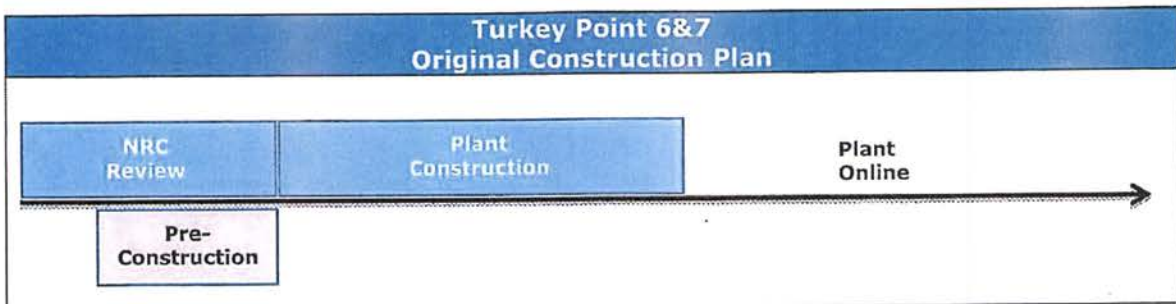 Turkey Point 6&7
Original Construction Plan
NRC
Review
Plant
Construction
Plant
Online
Pre-
Construction